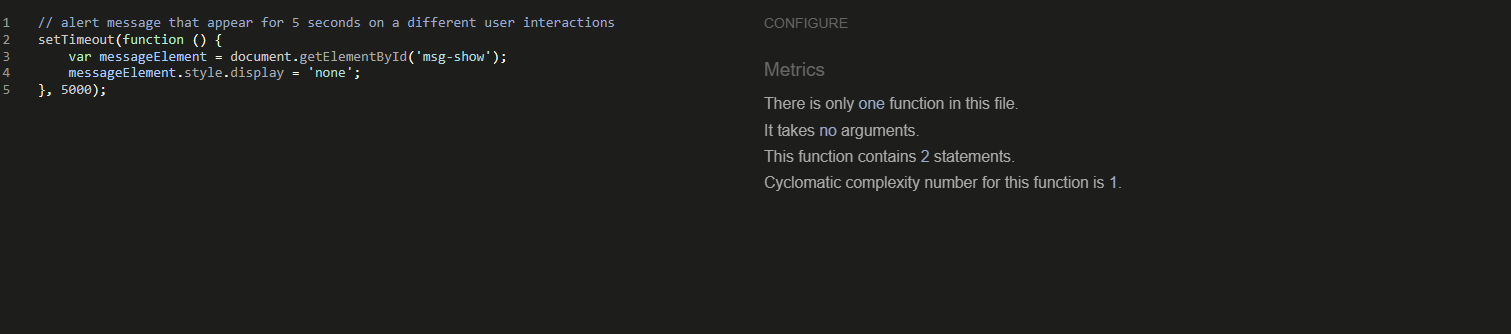 1 // alert message that appear for 5 seconds on a different user interactions
2 setTimeout(function () {
3     var messageElement = document.getElementById('msg-show');
4     messageElement.style.display = 'none';
5 }, 5000);
CONFIGURE
Metrics
There is only one function in this file.
It takes no arguments.
This function contains 2 statements.
Cyclomatic complexity number for this function is 1.